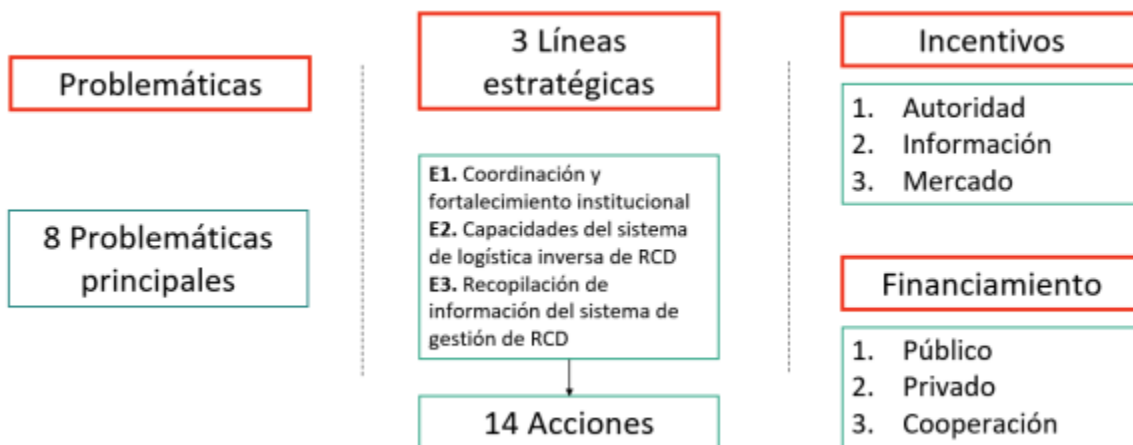 Problemáticas
8 Problemáticas
principales
3 Líneas
estratégicas
E1. Coordinación y
fortalecimiento institucional
E2. Capacidades del sistema
de logística inversa de RCD
E3. Recopilación de
información del sistema de
gestión de RCD
14 Acciones
Incentivos
1. Autoridad
2. Información
3. Mercado
Financiamiento
1. Público
2. Privado
3. Cooperación